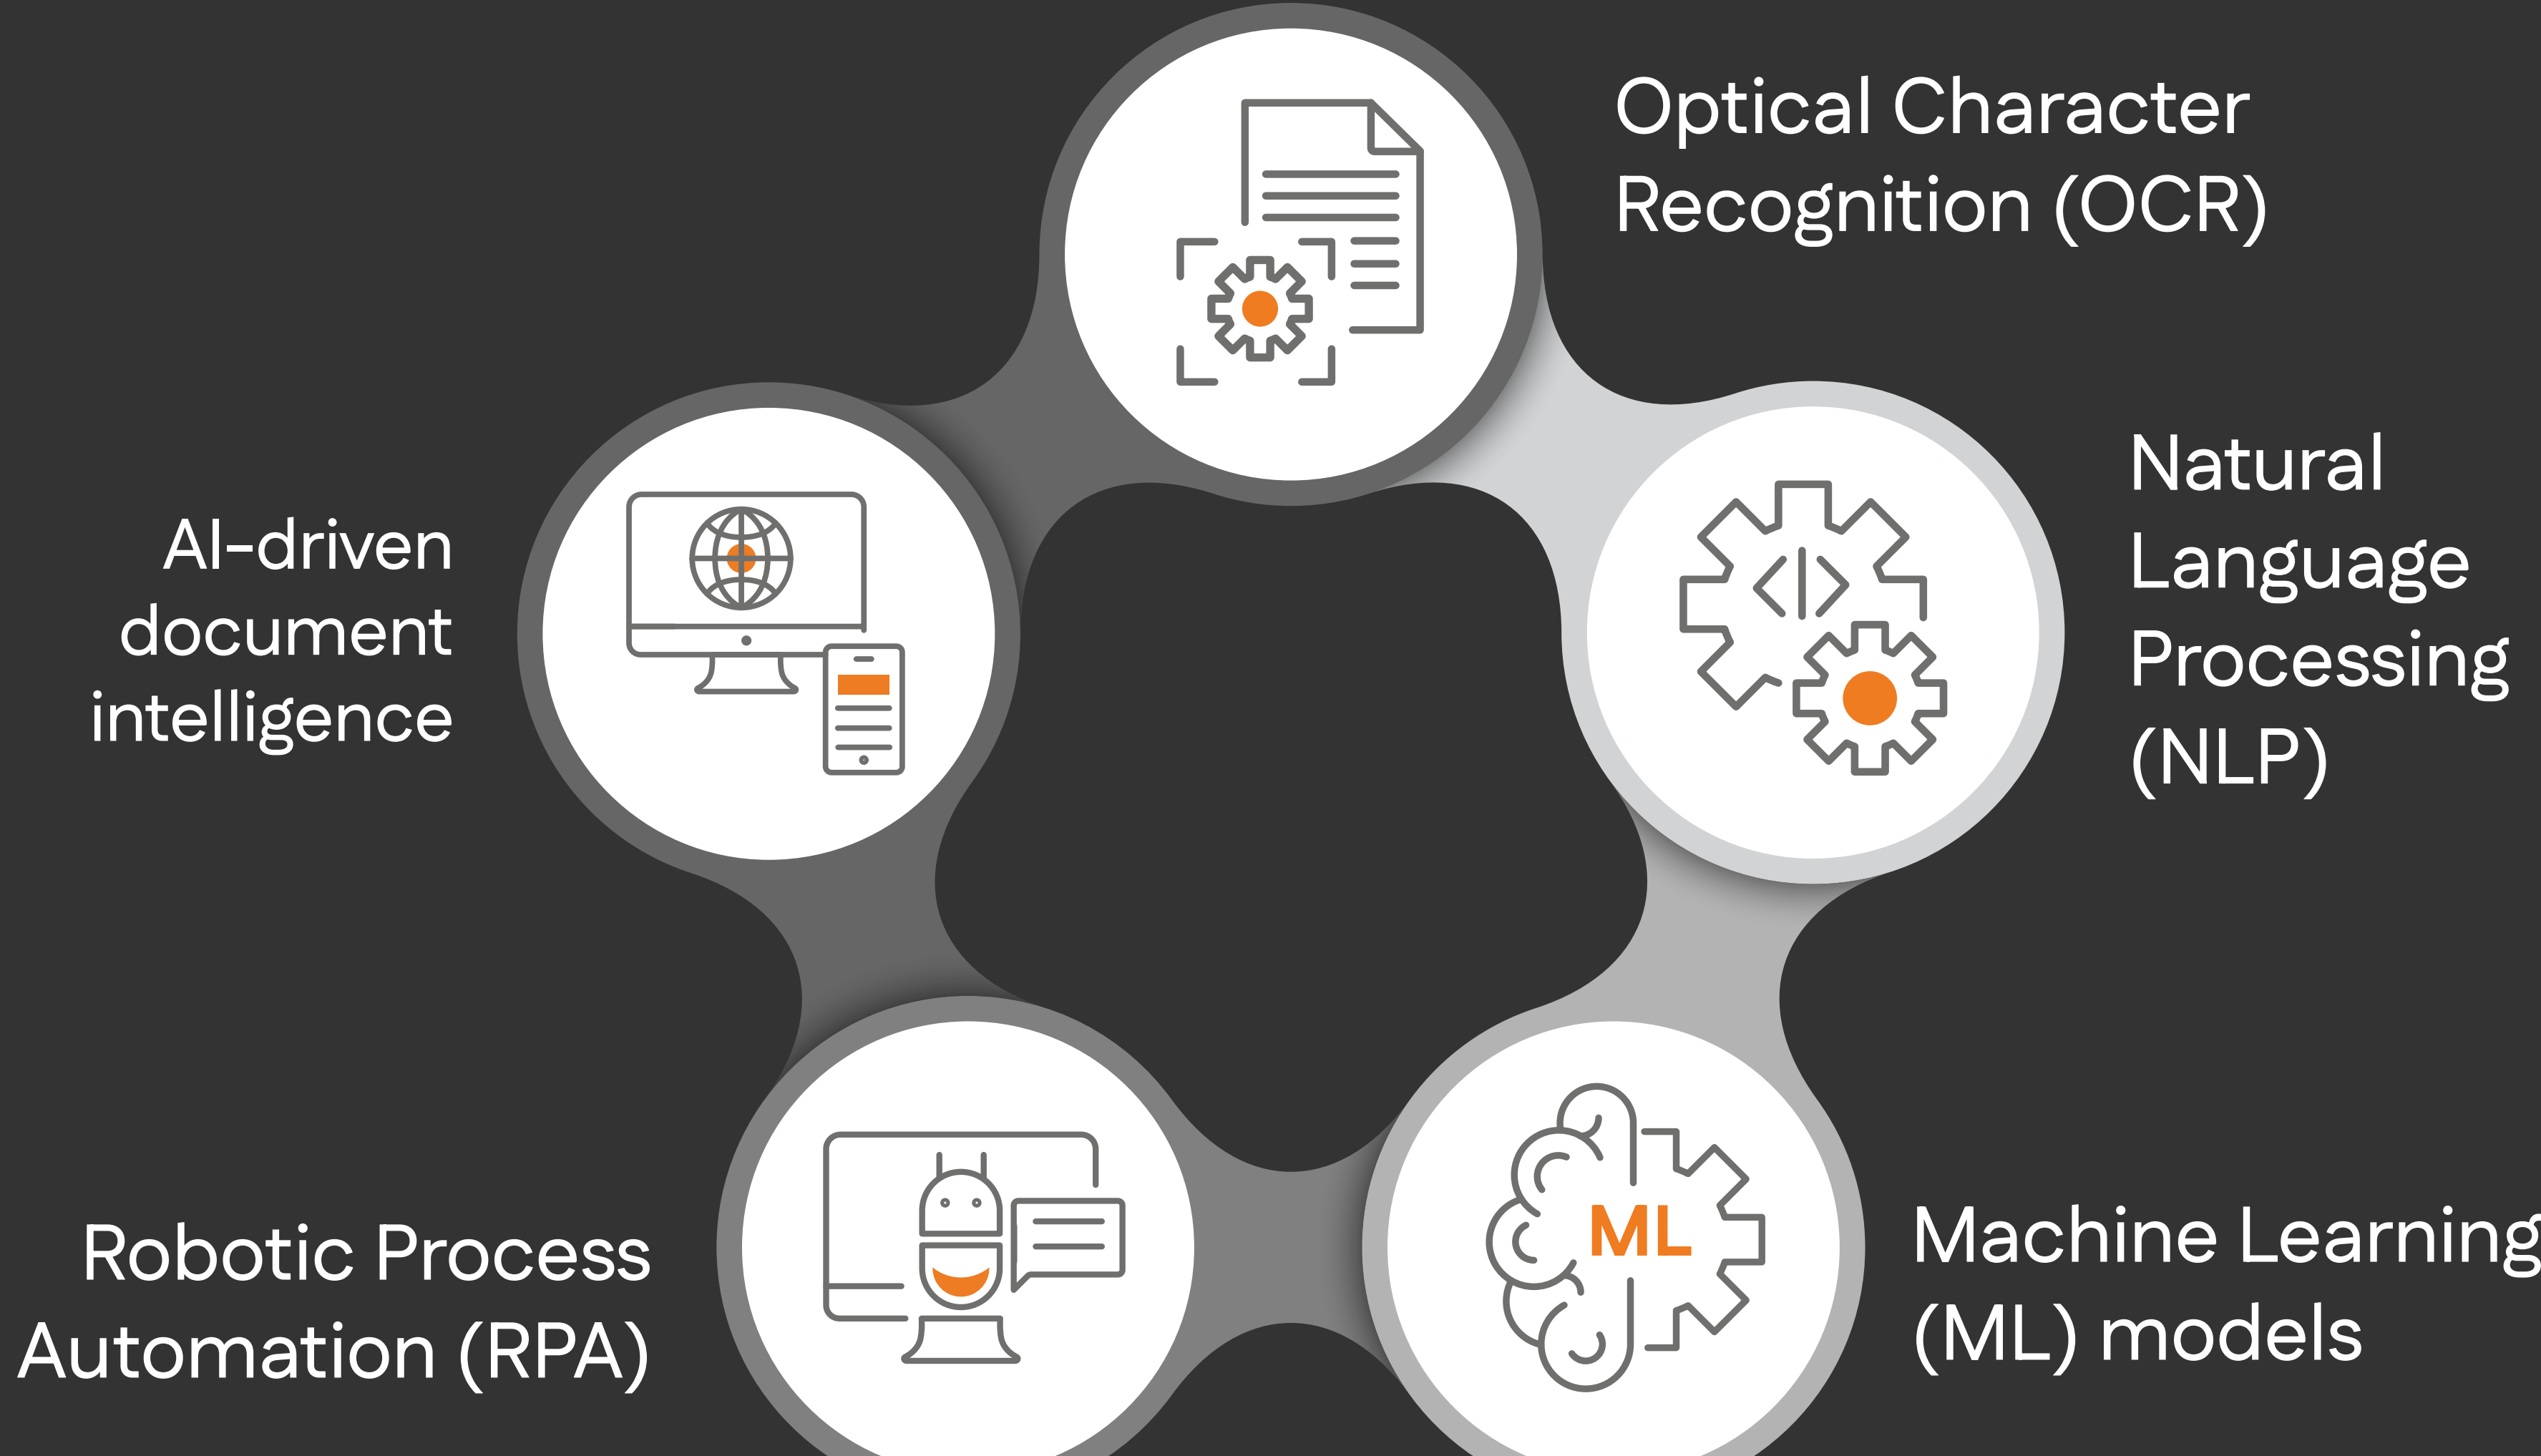 Optical Character
Recognition (OCR)
Natural
Language
Processing
(NLP)
AI-driven
document
intelligence
ML
Machine Learning
(ML) models
Robotic Process
Automation (RPA)